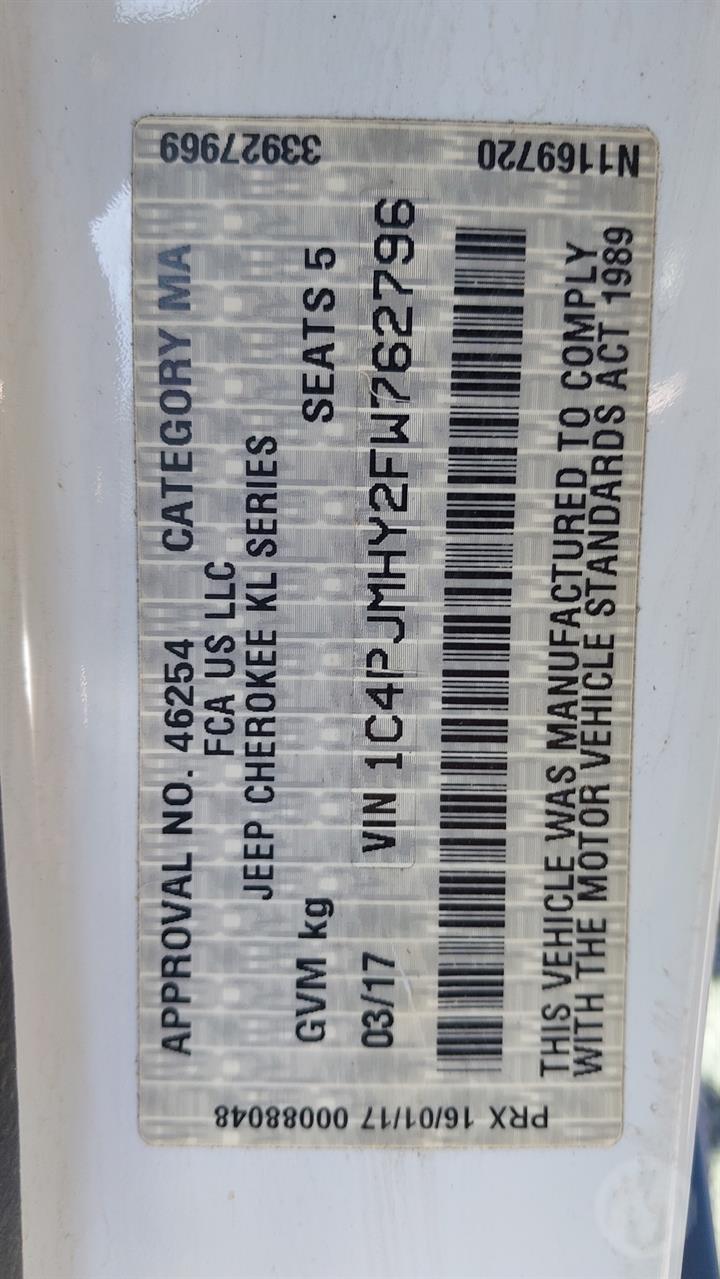 APPROVAL NO. 46254 CATEGORY MA
FCA US LLC
JEEP CHEROKEE KL SERIES
GVM kg SEATS 5
03/17 VIN 1C4PJMHY2FW762796
THIS VEHICLE WAS MANUFACTURED TO COMPLY
WITH THE MOTOR VEHICLE STANDARDS ACT 1989
PRX 16/01/17 00088048
33927969
N1169720